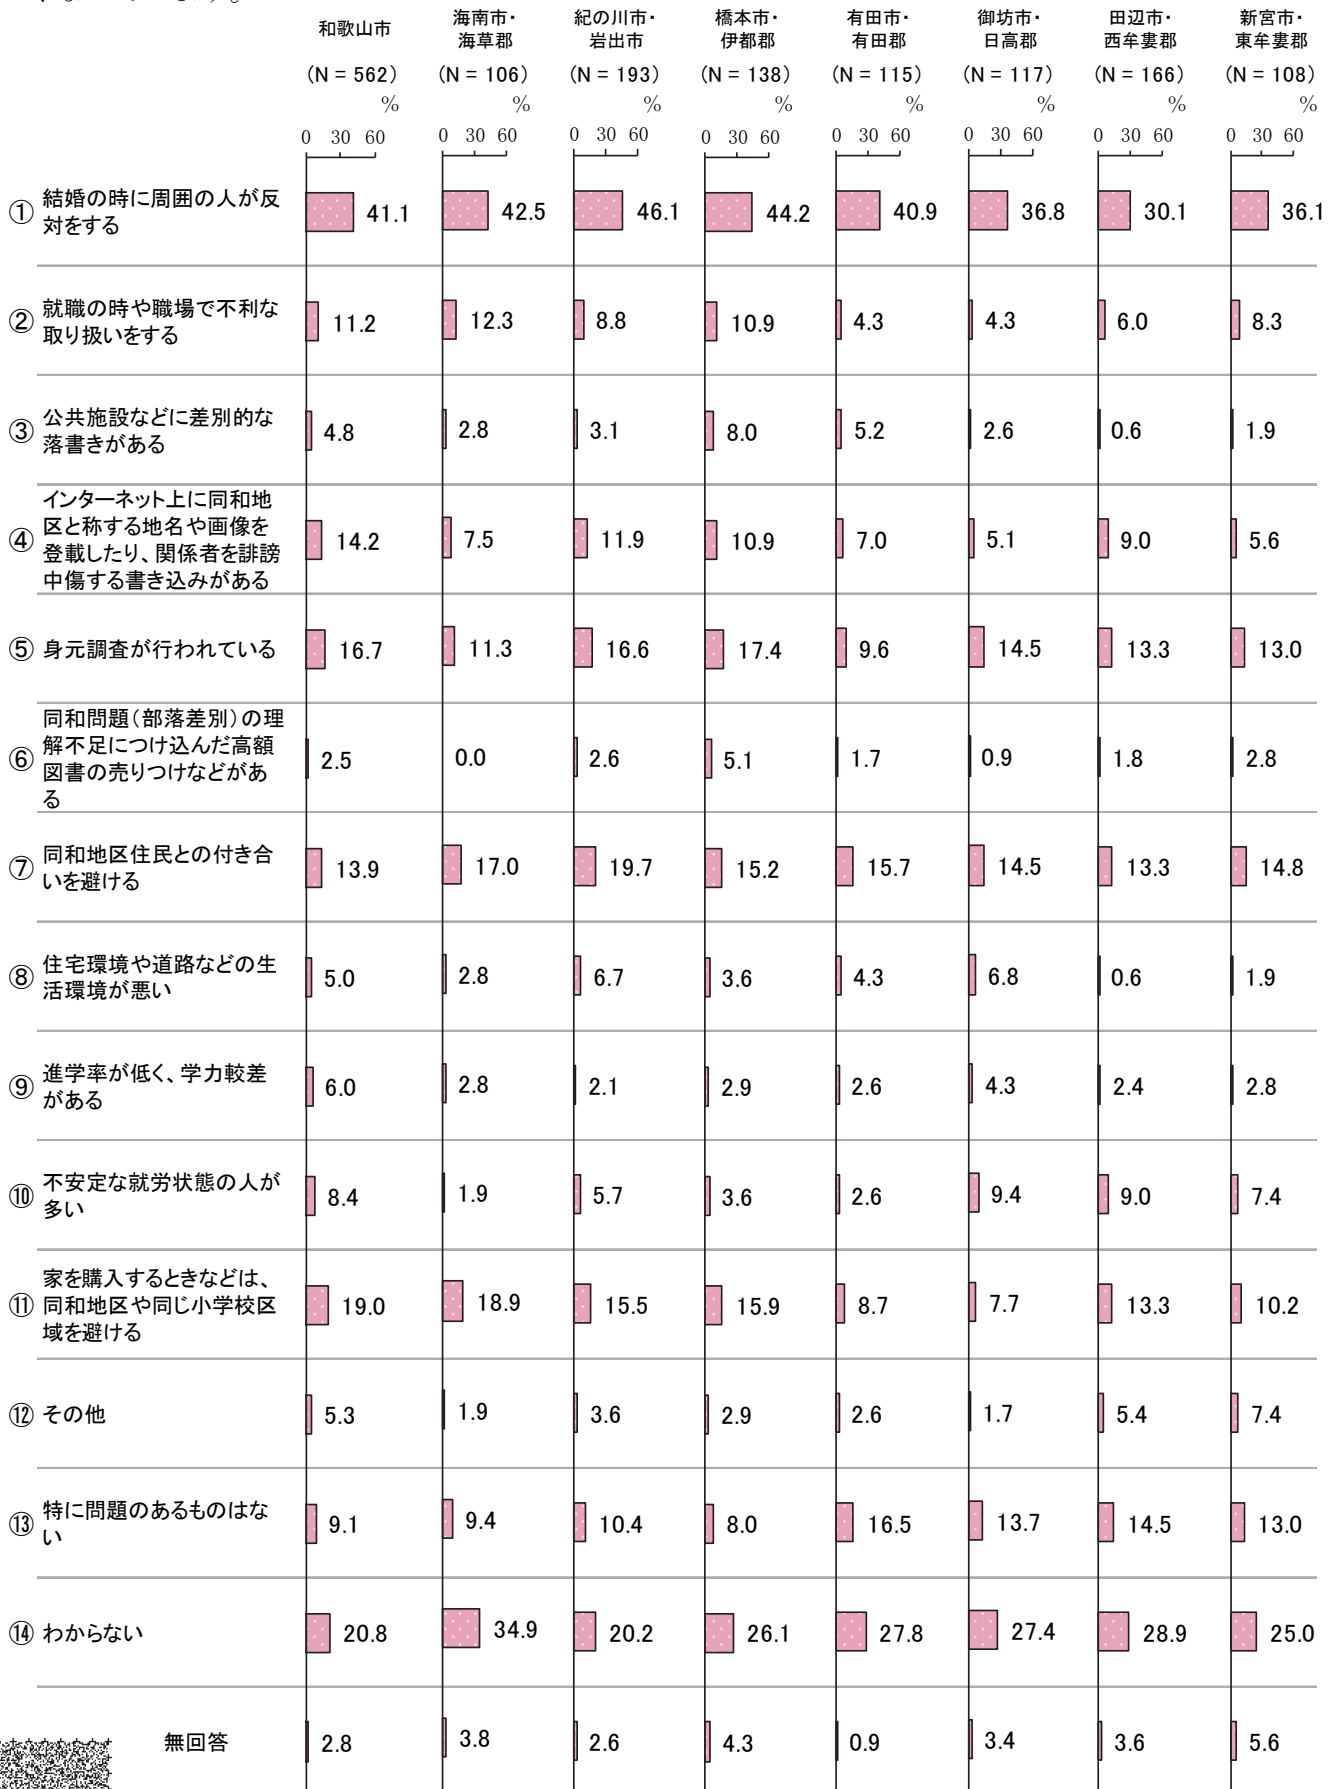 和歌山市
海南市・
海草郡
紀の川市・
岩出市
橋本市・
伊都郡
有田市・
有田郡
御坊市・
日高郡
田辺市・
西牟婁郡
新宮市・
東牟婁郡
(N = 562) (N = 106) (N = 193) (N = 138) (N = 115) (N = 117) (N = 166) (N = 108)
% % % % % % % %
0 30 60 0 30 60 0 30 60 0 30 60 0 30 60 0 30 60 0 30 60 0 30 60
① 結婚の時に周囲の人が反
対をする
41.1 42.5 46.1 44.2 40.9 36.8 30.1 36.1
② 就職の時や職場で不利な
取り扱いをする
11.2 12.3 8.8 10.9 4.3 4.3 6.0 8.3
③ 公共施設などに差別的な
落書きがある
4.8 2.8 3.1 8.0 5.2 2.6 0.6 1.9
④ インターネット上に同和地
区と称する地名や画像を
登載したり、関係者を誹謗
中傷する書き込みがある
14.2 7.5 11.9 10.9 7.0 5.1 9.0 5.6
⑤ 身元調査が行われている
16.7 11.3 16.6 17.4 9.6 14.5 13.3 13.0
⑥ 同和問題(部落差別)の理
解不足につけ込んだ高額
図書の売りつけなどがあ
る
2.5 0.0 2.6 5.1 1.7 0.9 1.8 2.8
⑦ 同和地区住民との付き合
いを避ける
13.9 17.0 19.7 15.2 15.7 14.5 13.3 14.8
⑧ 住宅環境や道路などの生
活環境が悪い
5.0 2.8 6.7 3.6 4.3 6.8 0.6 1.9
⑨ 進学率が低く、学力較差
がある
6.0 2.8 2.1 2.9 2.6 4.3 2.4 2.8
⑩ 不安定な就労状態の人が
多い
8.4 1.9 5.7 3.6 2.6 9.4 9.0 7.4
⑪ 家を購入するときなどは、
同和地区や同じ小学校区
域を避ける
19.0 18.9 15.5 15.9 8.7 7.7 13.3 10.2
⑫ その他
5.3 1.9 3.6 2.9 2.6 1.7 5.4 7.4
⑬ 特に問題のあるものはな
い
9.1 9.4 10.4 8.0 16.5 13.7 14.5 13.0
⑭ わからない
20.8 34.9 20.2 26.1 27.8 27.4 28.9 25.0
無回答
2.8 3.8 2.6 4.3 0.9 3.4 3.6 5.6